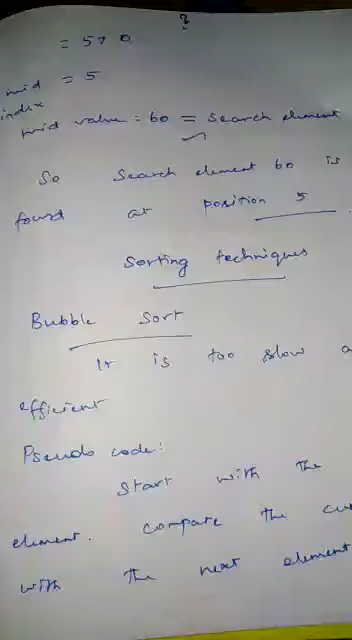 ?
= 5
mid = 5
index
mid value = 60 = search element
So search element 60 is
found at position 5
Sorting techniques
Bubble sort
It is too slow a
efficient
Pseudo code:
start with the
element. compare the cu
with the next element